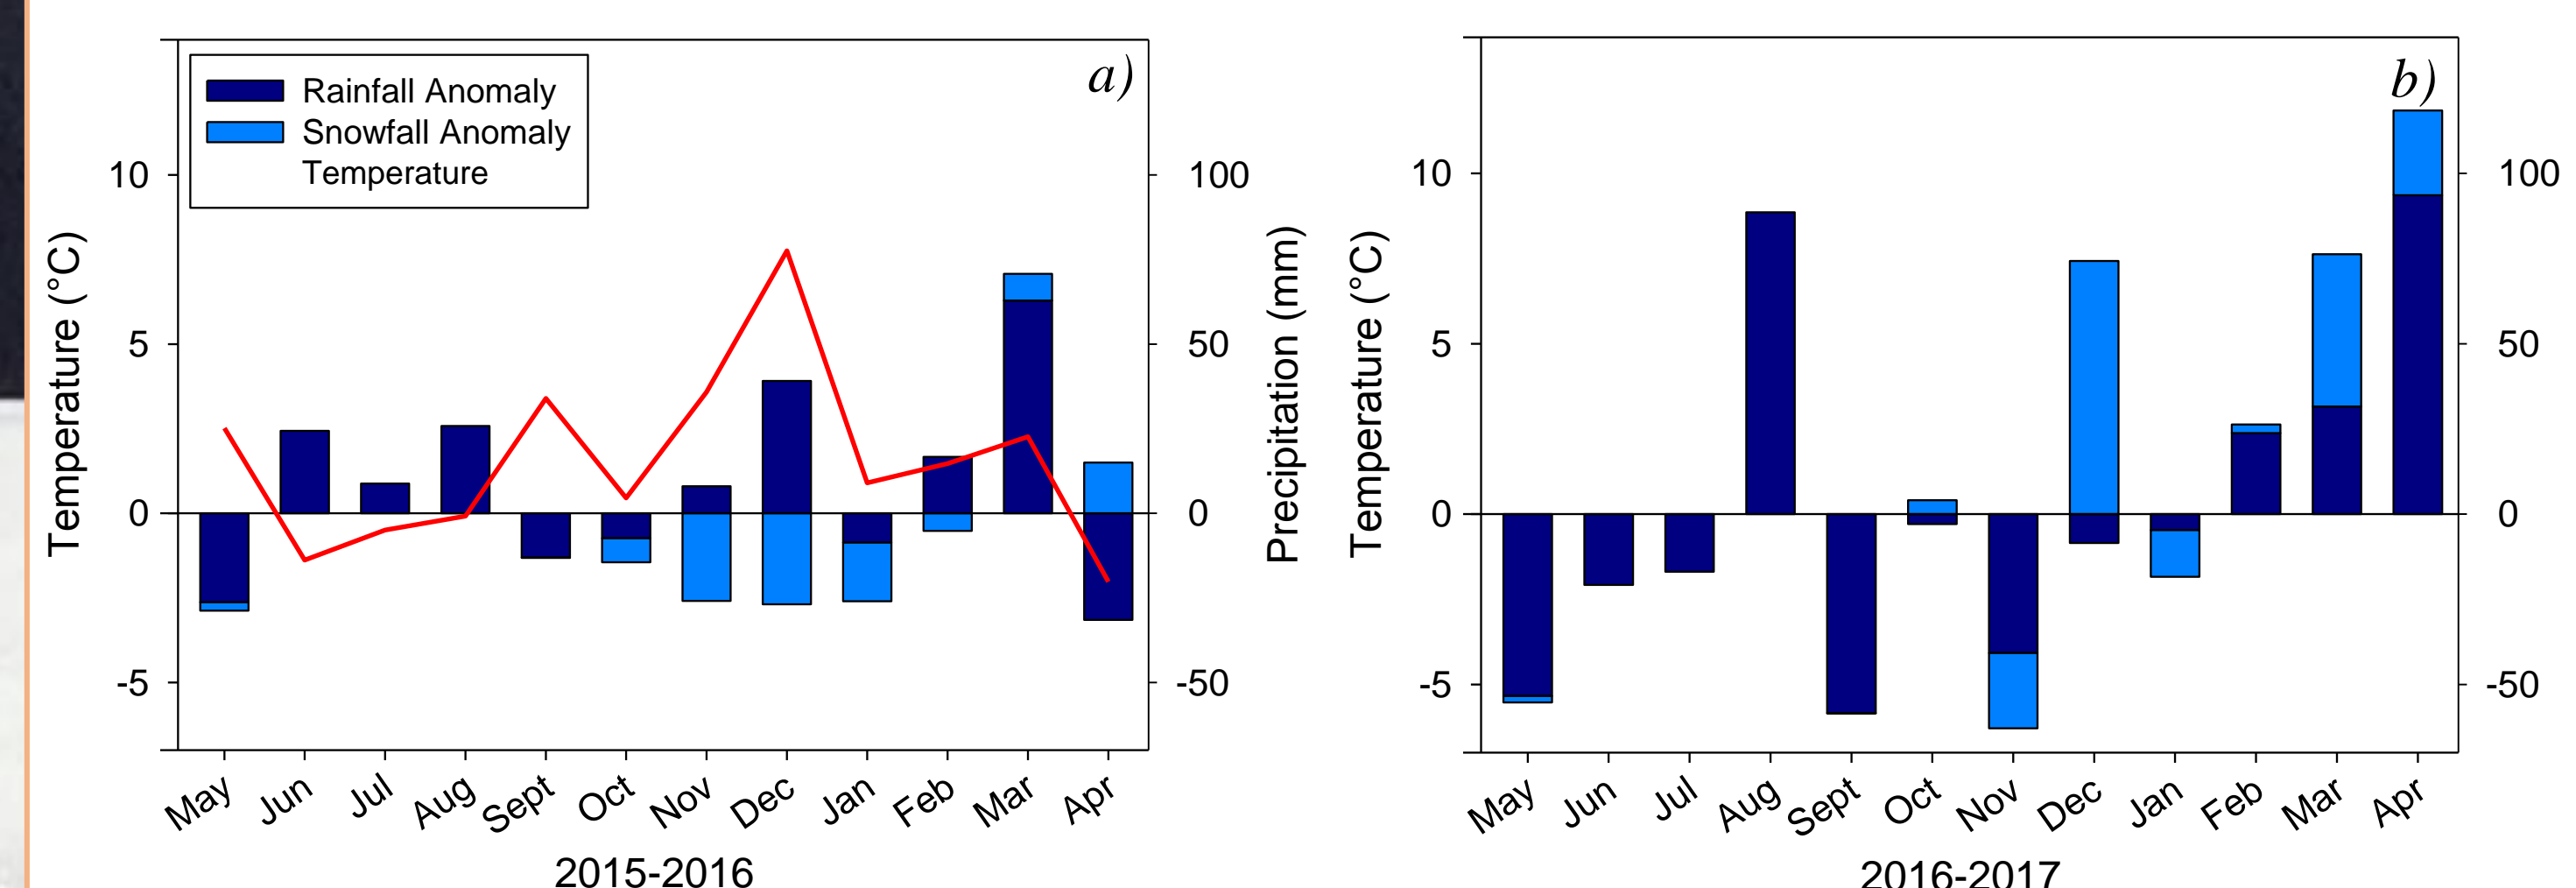 a)
Rainfall Anomaly
Snowfall Anomaly
Temperature
10
5
0
-5
Temperature (°C)
100
50
0
-50
Precipitation (mm)
May Jun Jul Aug Sept Oct Nov Dec Jan Feb Mar Apr
2015-2016
b)
10
5
0
-5
Temperature (°C)
100
50
0
-50
May Jun Jul Aug Sept Oct Nov Dec Jan Feb Mar Apr
2016-2017